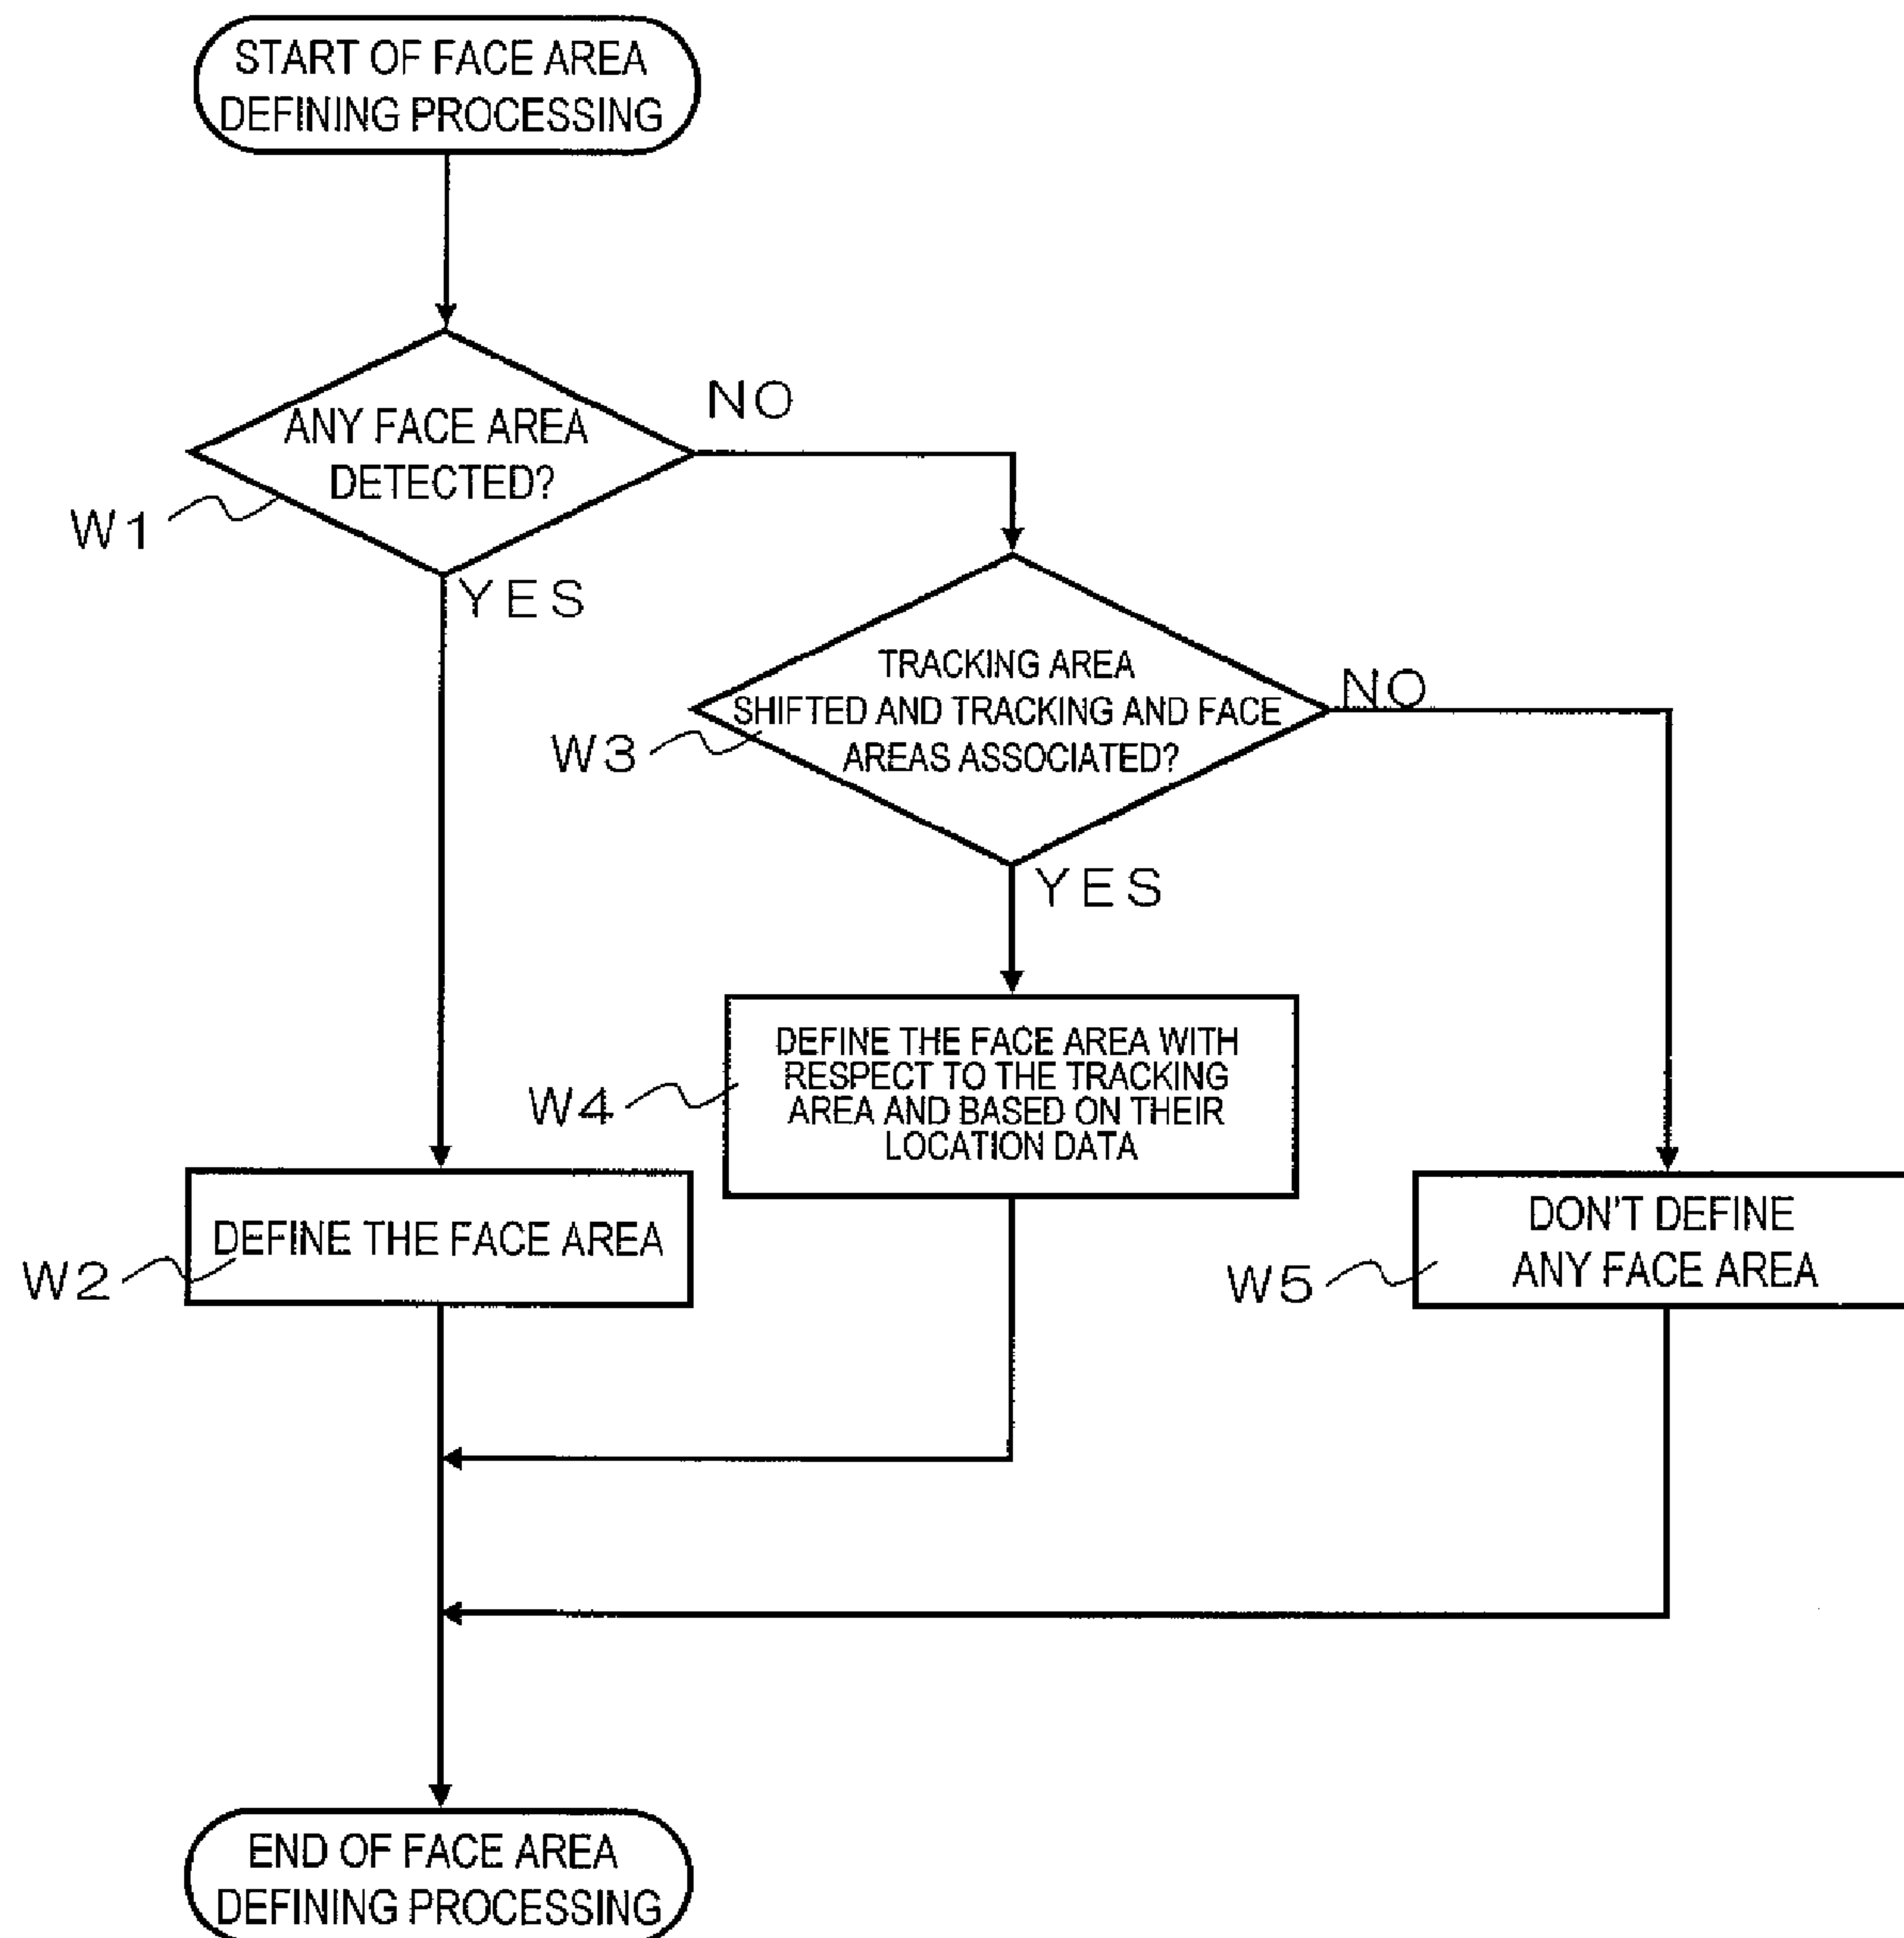 START OF FACE AREA
DEFINING PROCESSING
ANY FACE AREA
DETECTED?
NO
W1
YES
TRACKING AREA
SHIFTED AND TRACKING AND FACE
AREAS ASSOCIATED?
NO
W3
YES
DEFINE THE FACE AREA WITH
RESPECT TO THE TRACKING
AREA AND BASED ON THEIR
LOCATION DATA
W4
DEFINE THE FACE AREA
W2
DON'T DEFINE
ANY FACE AREA
W5
END OF FACE AREA
DEFINING PROCESSING